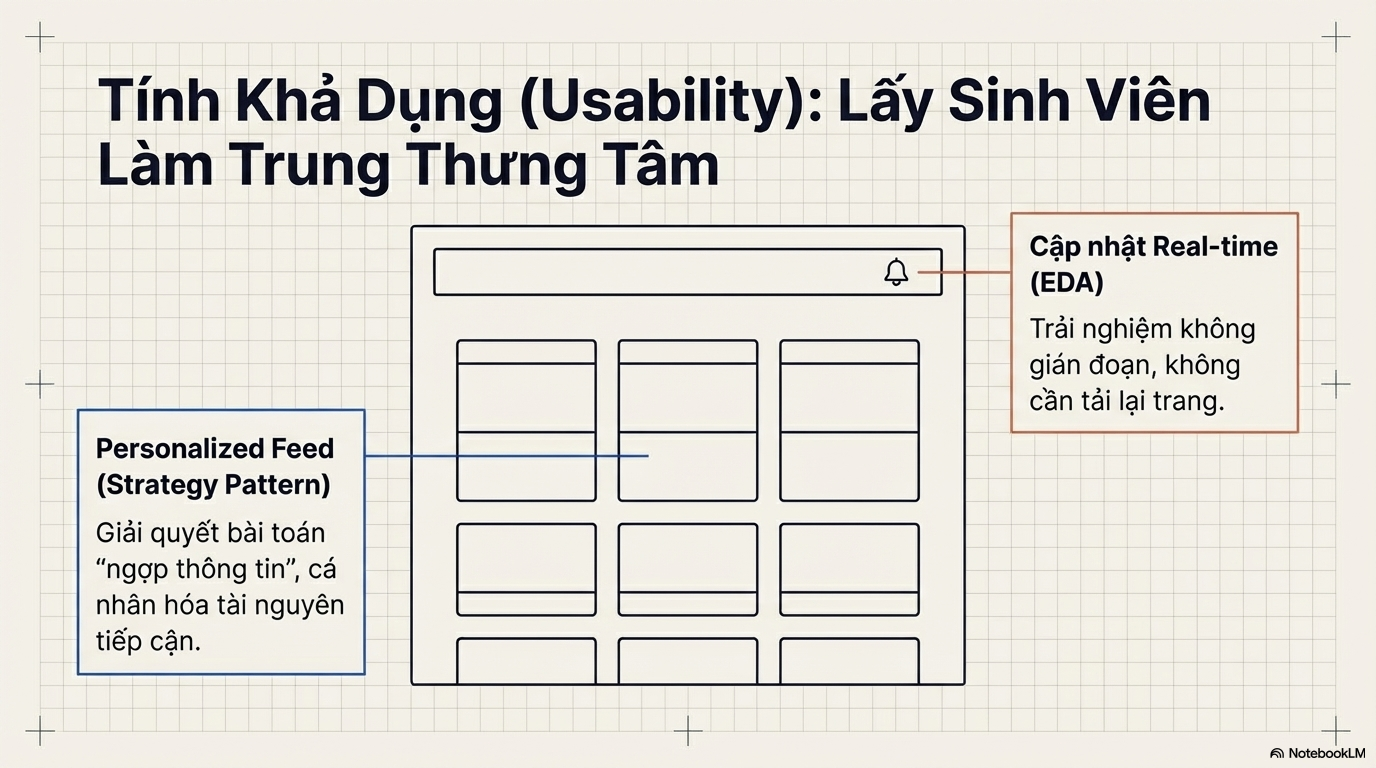 Tính Khả Dụng (Usability): Lấy Sinh Viên
Làm Trung Thưng Tâm
Cập nhật Real-time
(EDA)
Trải nghiệm không
gián đoạn, không
cần tải lại trang.
Personalized Feed
(Strategy Pattern)
Giải quyết bài toán
“ngợp thông tin”, cá
nhân hóa tài nguyên
tiếp cận.
NotebookLM